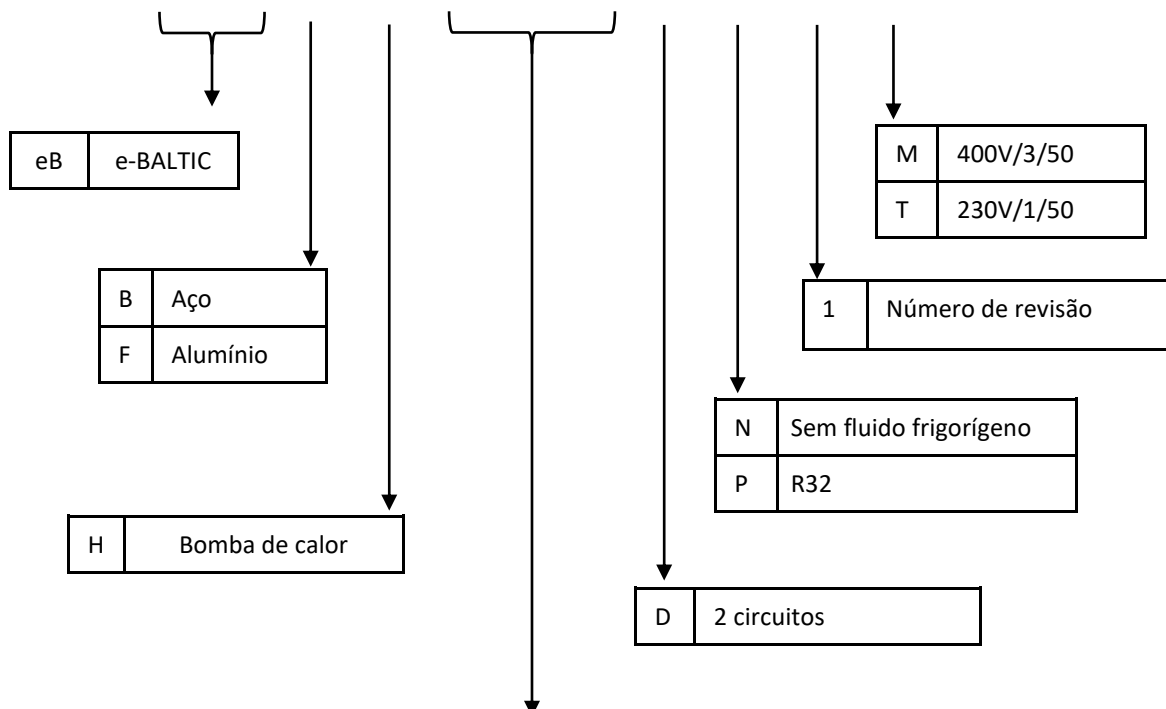 eB e-BALTIC
M 400V/3/50
T 230V/1/50
B Aço
F Alumínio
1 Número de revisão
N Sem fluido frigorígeno
P R32
H Bomba de calor
D 2 circuitos